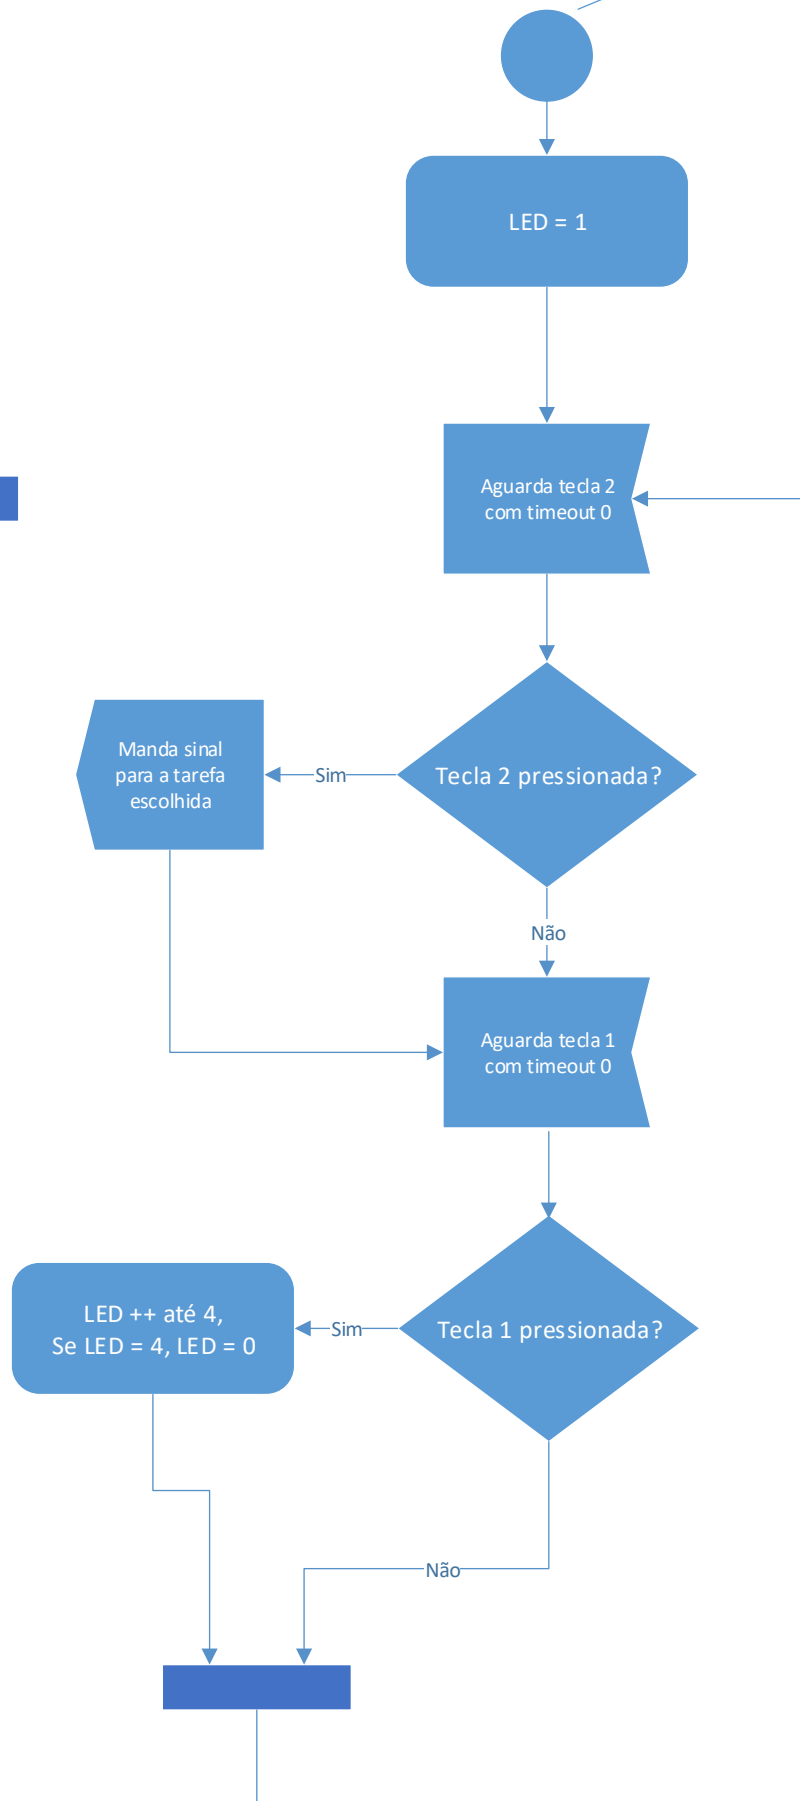 LED = 1
Aguarda tecla 2
com timeout 0
Tecla 2 pressionada?
Sim
Manda sinal
para a tarefa
escolhida
Não
Aguarda tecla 1
com timeout 0
Tecla 1 pressionada?
Sim
LED ++ até 4,
Se LED = 4, LED = 0
Não